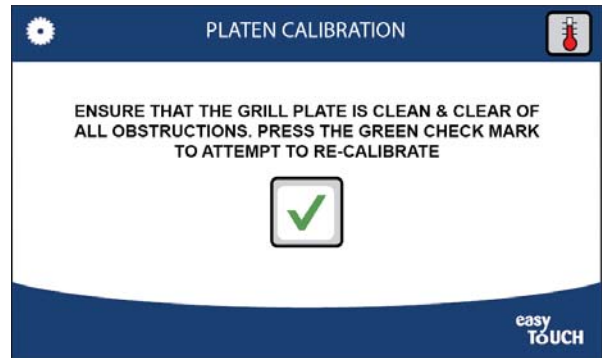 PLATEN CALIBRATION
ENSURE THAT THE GRILL PLATE IS CLEAN & CLEAR OF
ALL OBSTRUCTIONS. PRESS THE GREEN CHECK MARK
TO ATTEMPT TO RE-CALIBRATE
easy
TOUCH